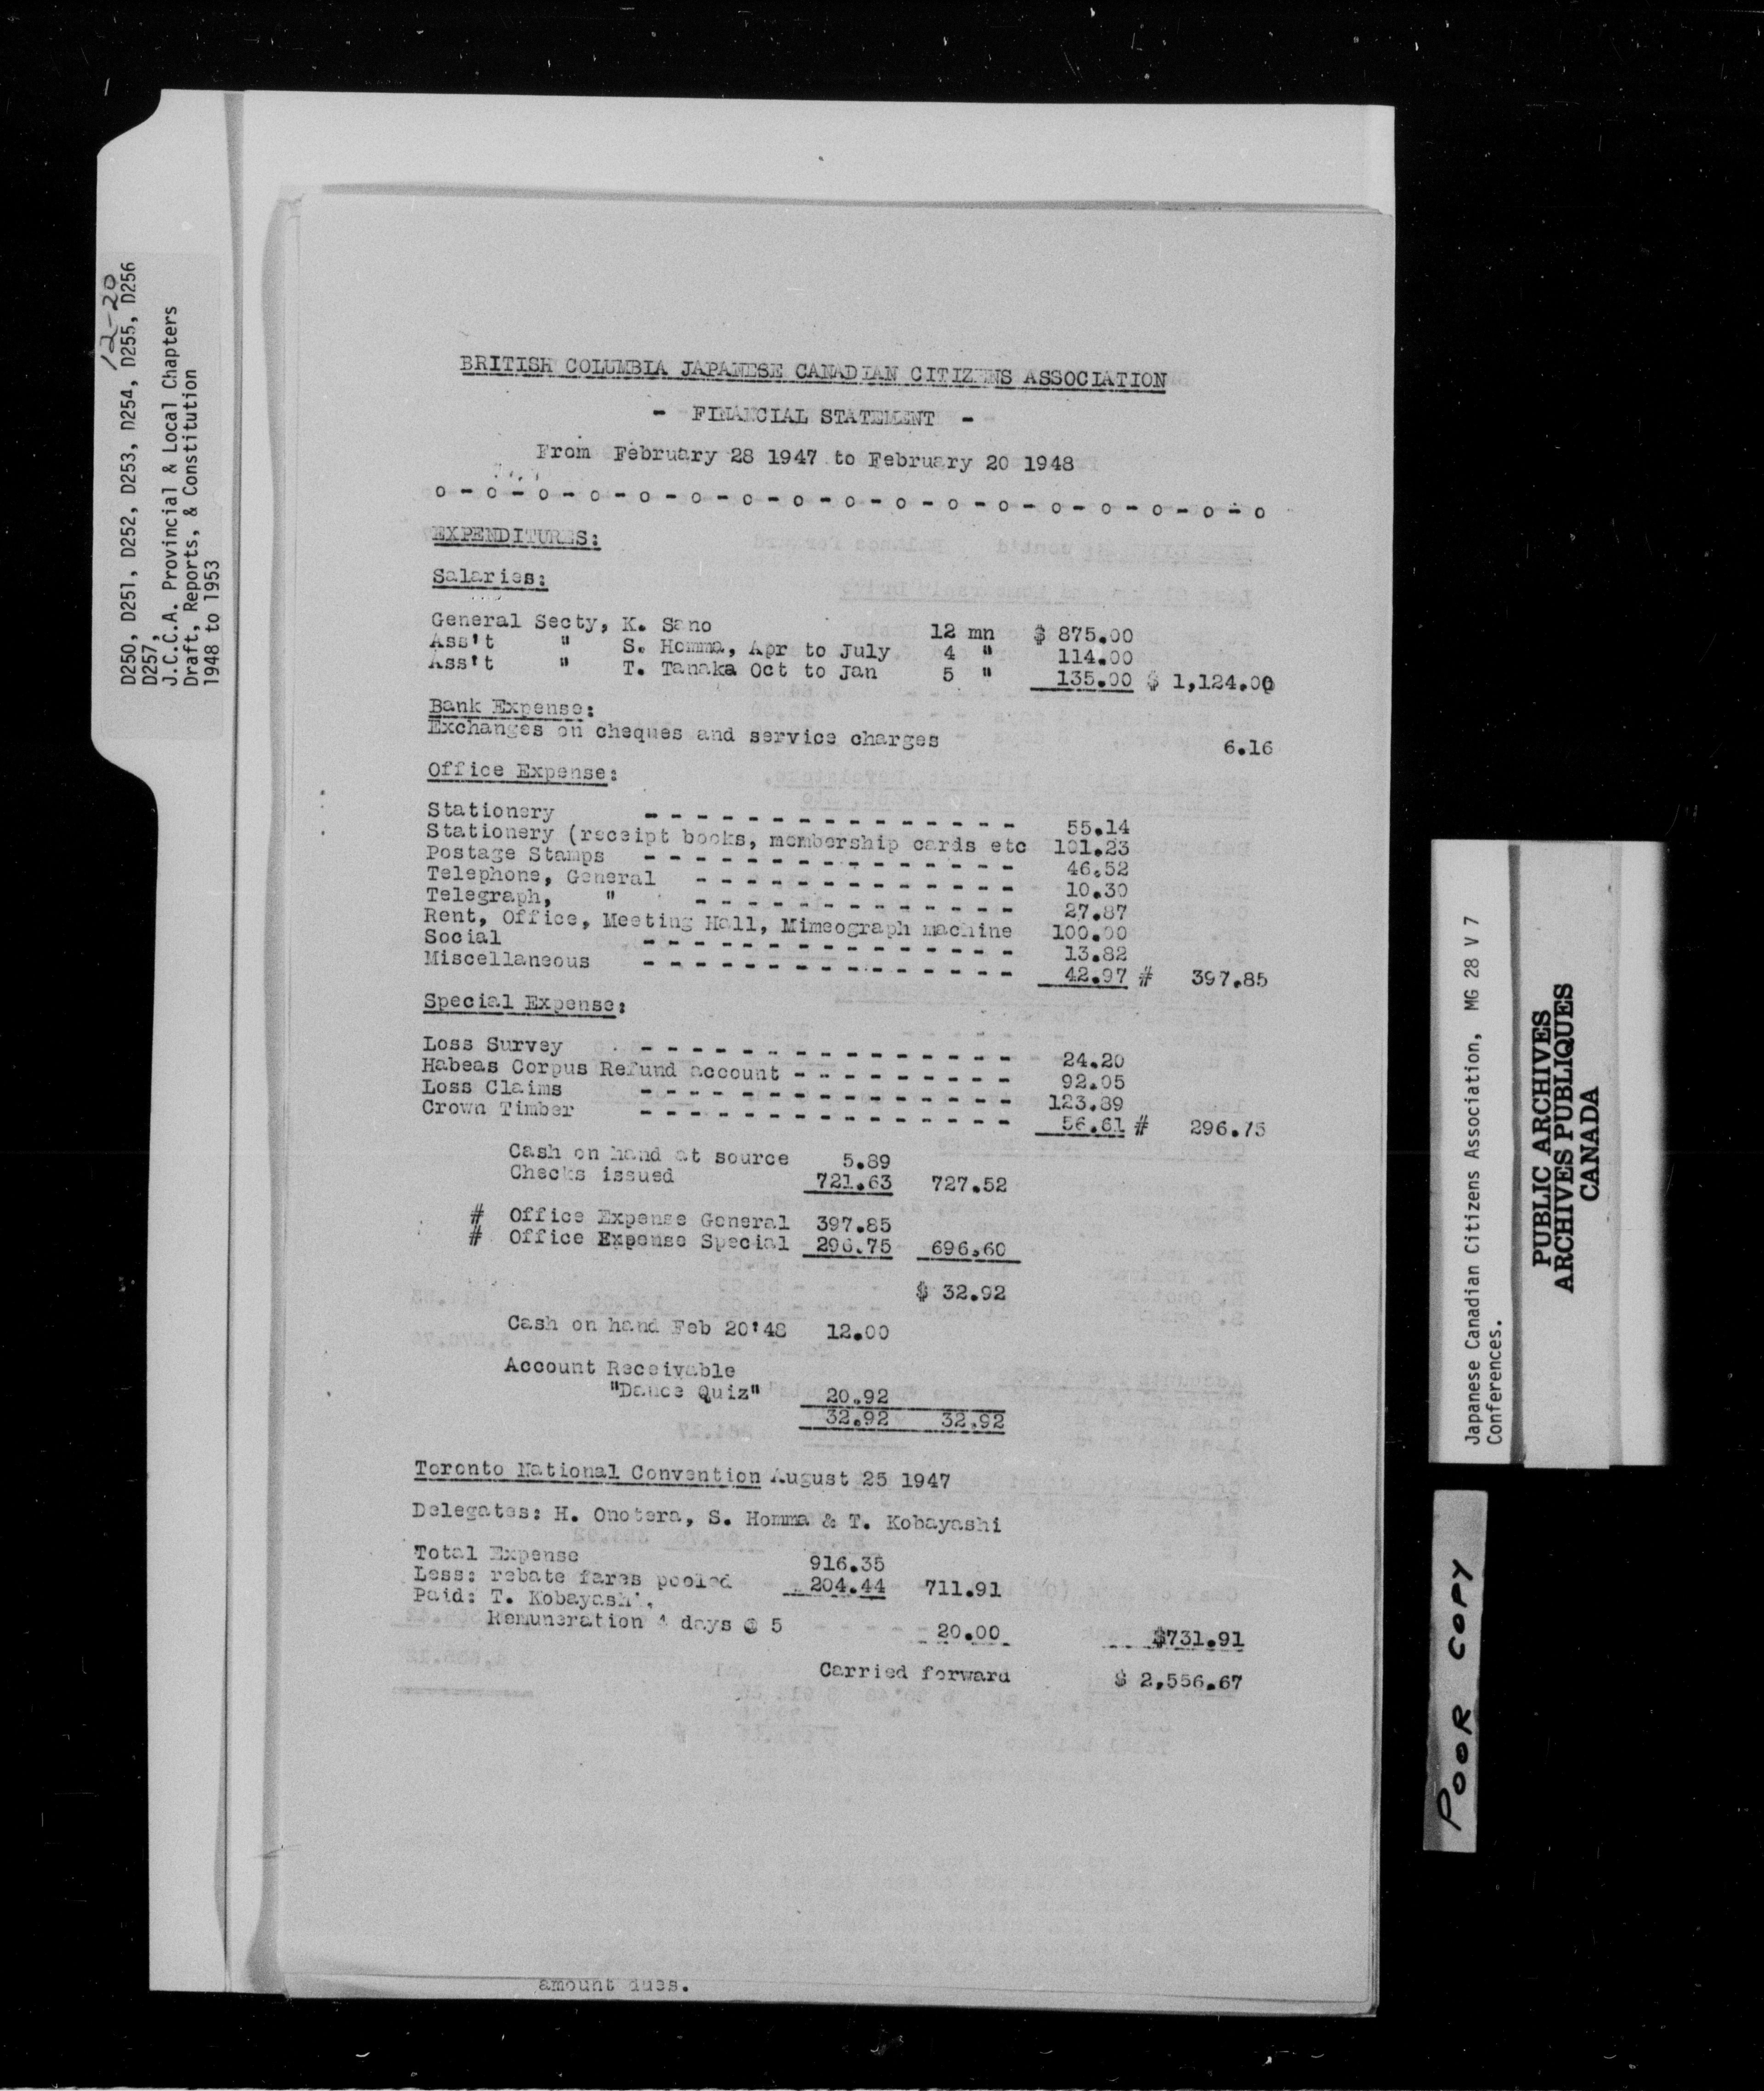 12-20
D250, D251, D252, D253, D254, D255, D256
D257,
J.C.C.A. Provincial & Local Chapters
Draft, Reports, & Constitution
1948 to 1953
BRITISH COLUMBIA JAPANESE CANADIAN CITIZENS ASSOCIATION
- FINANCIAL STATEMENT -
From February 28 1947 to February 20 1948
o - o - o - o - o - o - o - o - o - o - o - o - o - o - o - o - o
EXPENDITURES:
Salaries:
General Secty, K. Sano 12 mn $ 875.00
Ass't " S. Homma, Apr to July 4 " 114.00
Ass't " T. Tanaka Oct to Jan 5 " 135.00 $ 1,124.00
Bank Expense:
Exchanges on cheques and service charges 6.16
Office Expense:
Stationery - - - - - - - - - - - - - - - 55.14
Stationery (receipt books, membership cards etc 101.23
Postage Stamps - - - - - - - - - - - - - - - 46.52
Telephone, General - - - - - - - - - - - - - 10.30
Telegraph, " - - - - - - - - - - - - - 27.87
Rent, Office, Meeting Hall, Mimeograph machine 100.00
Social - - - - - - - - - - - - - - - 13.82
Miscellaneous - - - - - - - - - - - - - - - 42.97 # 397.85
Special Expense:
Loss Survey - - - - - - - - - - - - - - - 24.20
Habeas Corpus Refund account - - - - - - - - - 92.05
Loss Claims - - - - - - - - - - - - - - - 123.89
Crown Timber - - - - - - - - - - - - - - - 56.61 # 296.75
Cash on hand at source 5.89
Checks issued 721.63 727.52
# Office Expense General 397.85
# Office Expense Special 296.75 696.60
$ 32.92
Cash on hand Feb 20'48 12.00
Account Receivable
"Dance Quiz" 20.92
32.92 32.92
Toronto National Convention August 25 1947
Delegates: H. Onotera, S. Homma & T. Kobayashi
Total Expense 916.35
Less: rebate fares pooled 204.44 711.91
Paid: T. Kobayashi,
Remuneration 4 days @ 5 20.00 $731.91
Carried forward $ 2,556.67
amount dues.
Japanese Canadian Citizens Association, MG 28 V 7
Conferences.
PUBLIC ARCHIVES
ARCHIVES PUBLIQUES
CANADA
POOR COPY